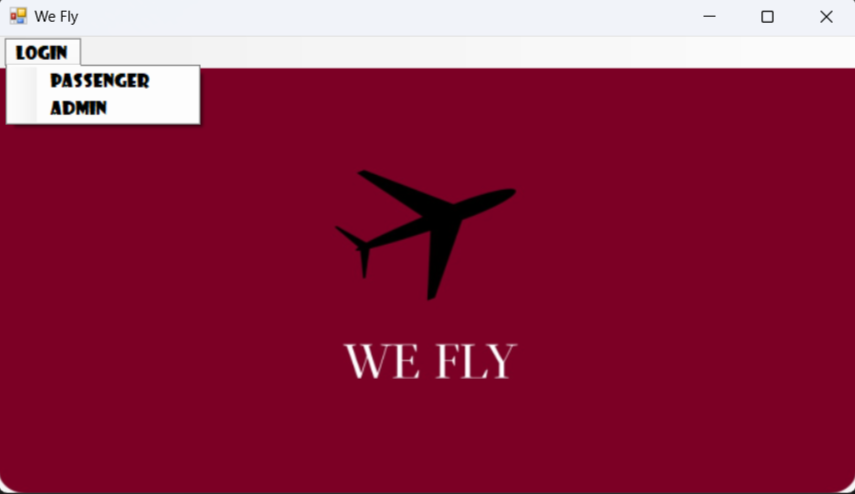 We Fly
LOGIN
PASSENGER
ADMIN
WE FLY